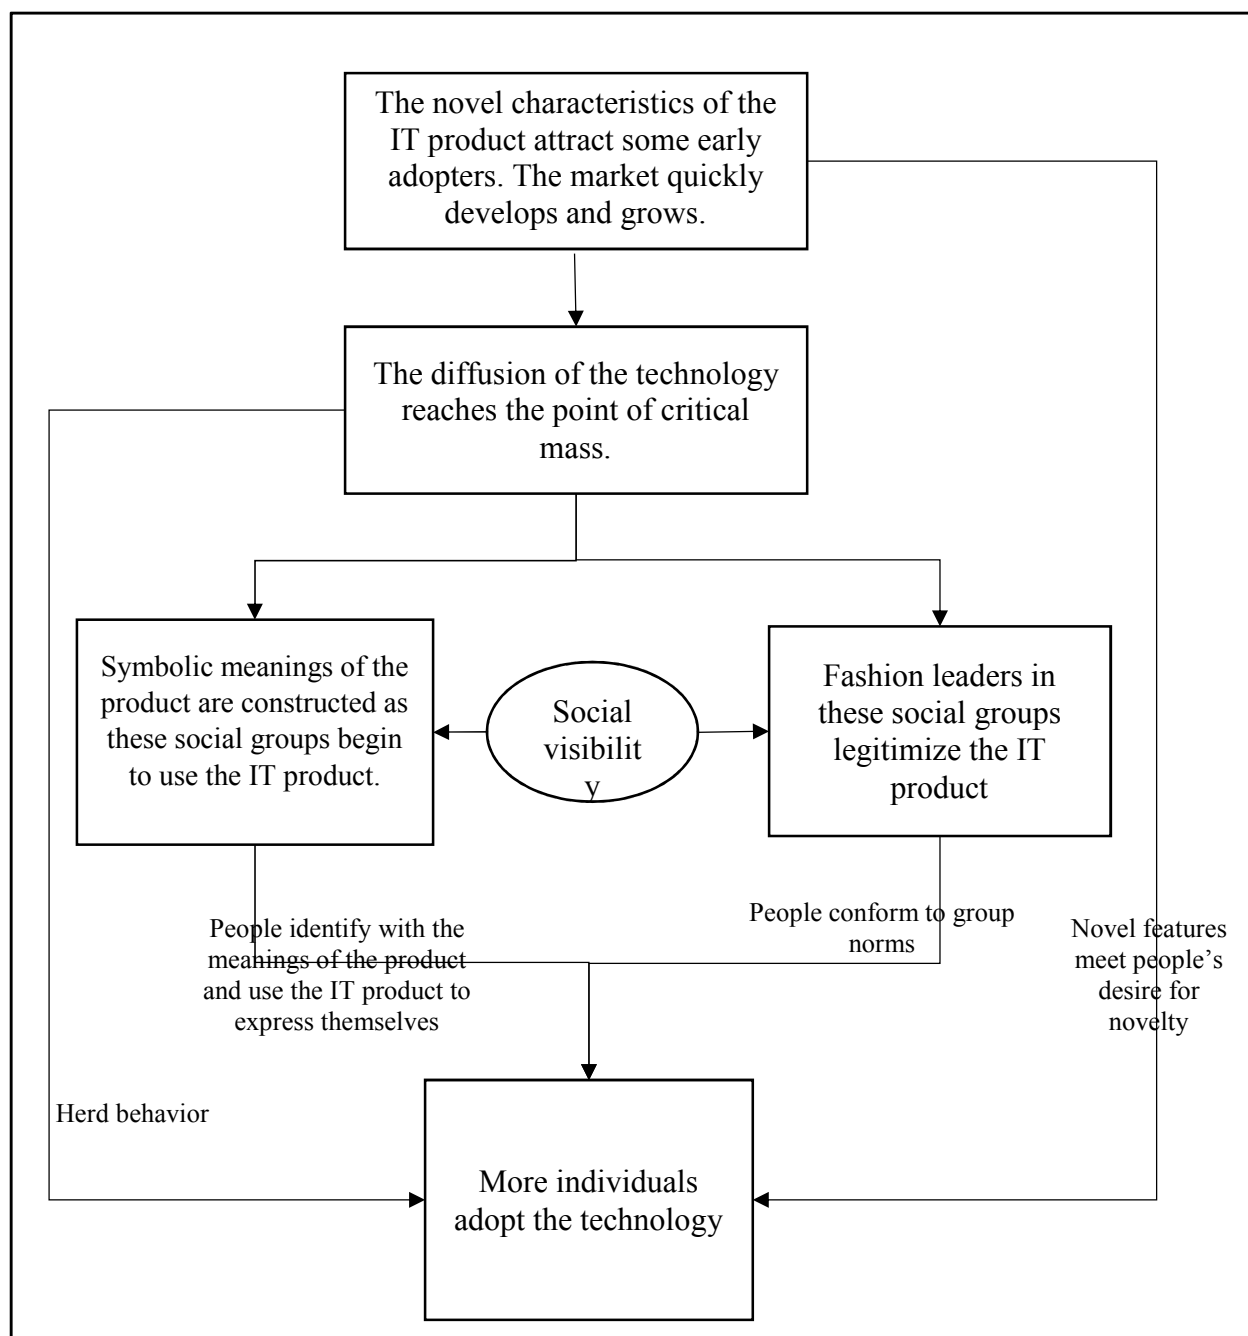 The novel characteristics of the
IT product attract some early
adopters. The market quickly
develops and grows.
The diffusion of the technology
reaches the point of critical
mass.
Symbolic meanings of the
product are constructed as
these social groups begin
to use the IT product.
Social
visibilit
y
Fashion leaders in
these social groups
legitimize the IT
product
People identify with the
meanings of the product
and use the IT product to
express themselves
People conform to group
norms
Novel features
meet people’s
desire for
novelty
Herd behavior
More individuals
adopt the technology